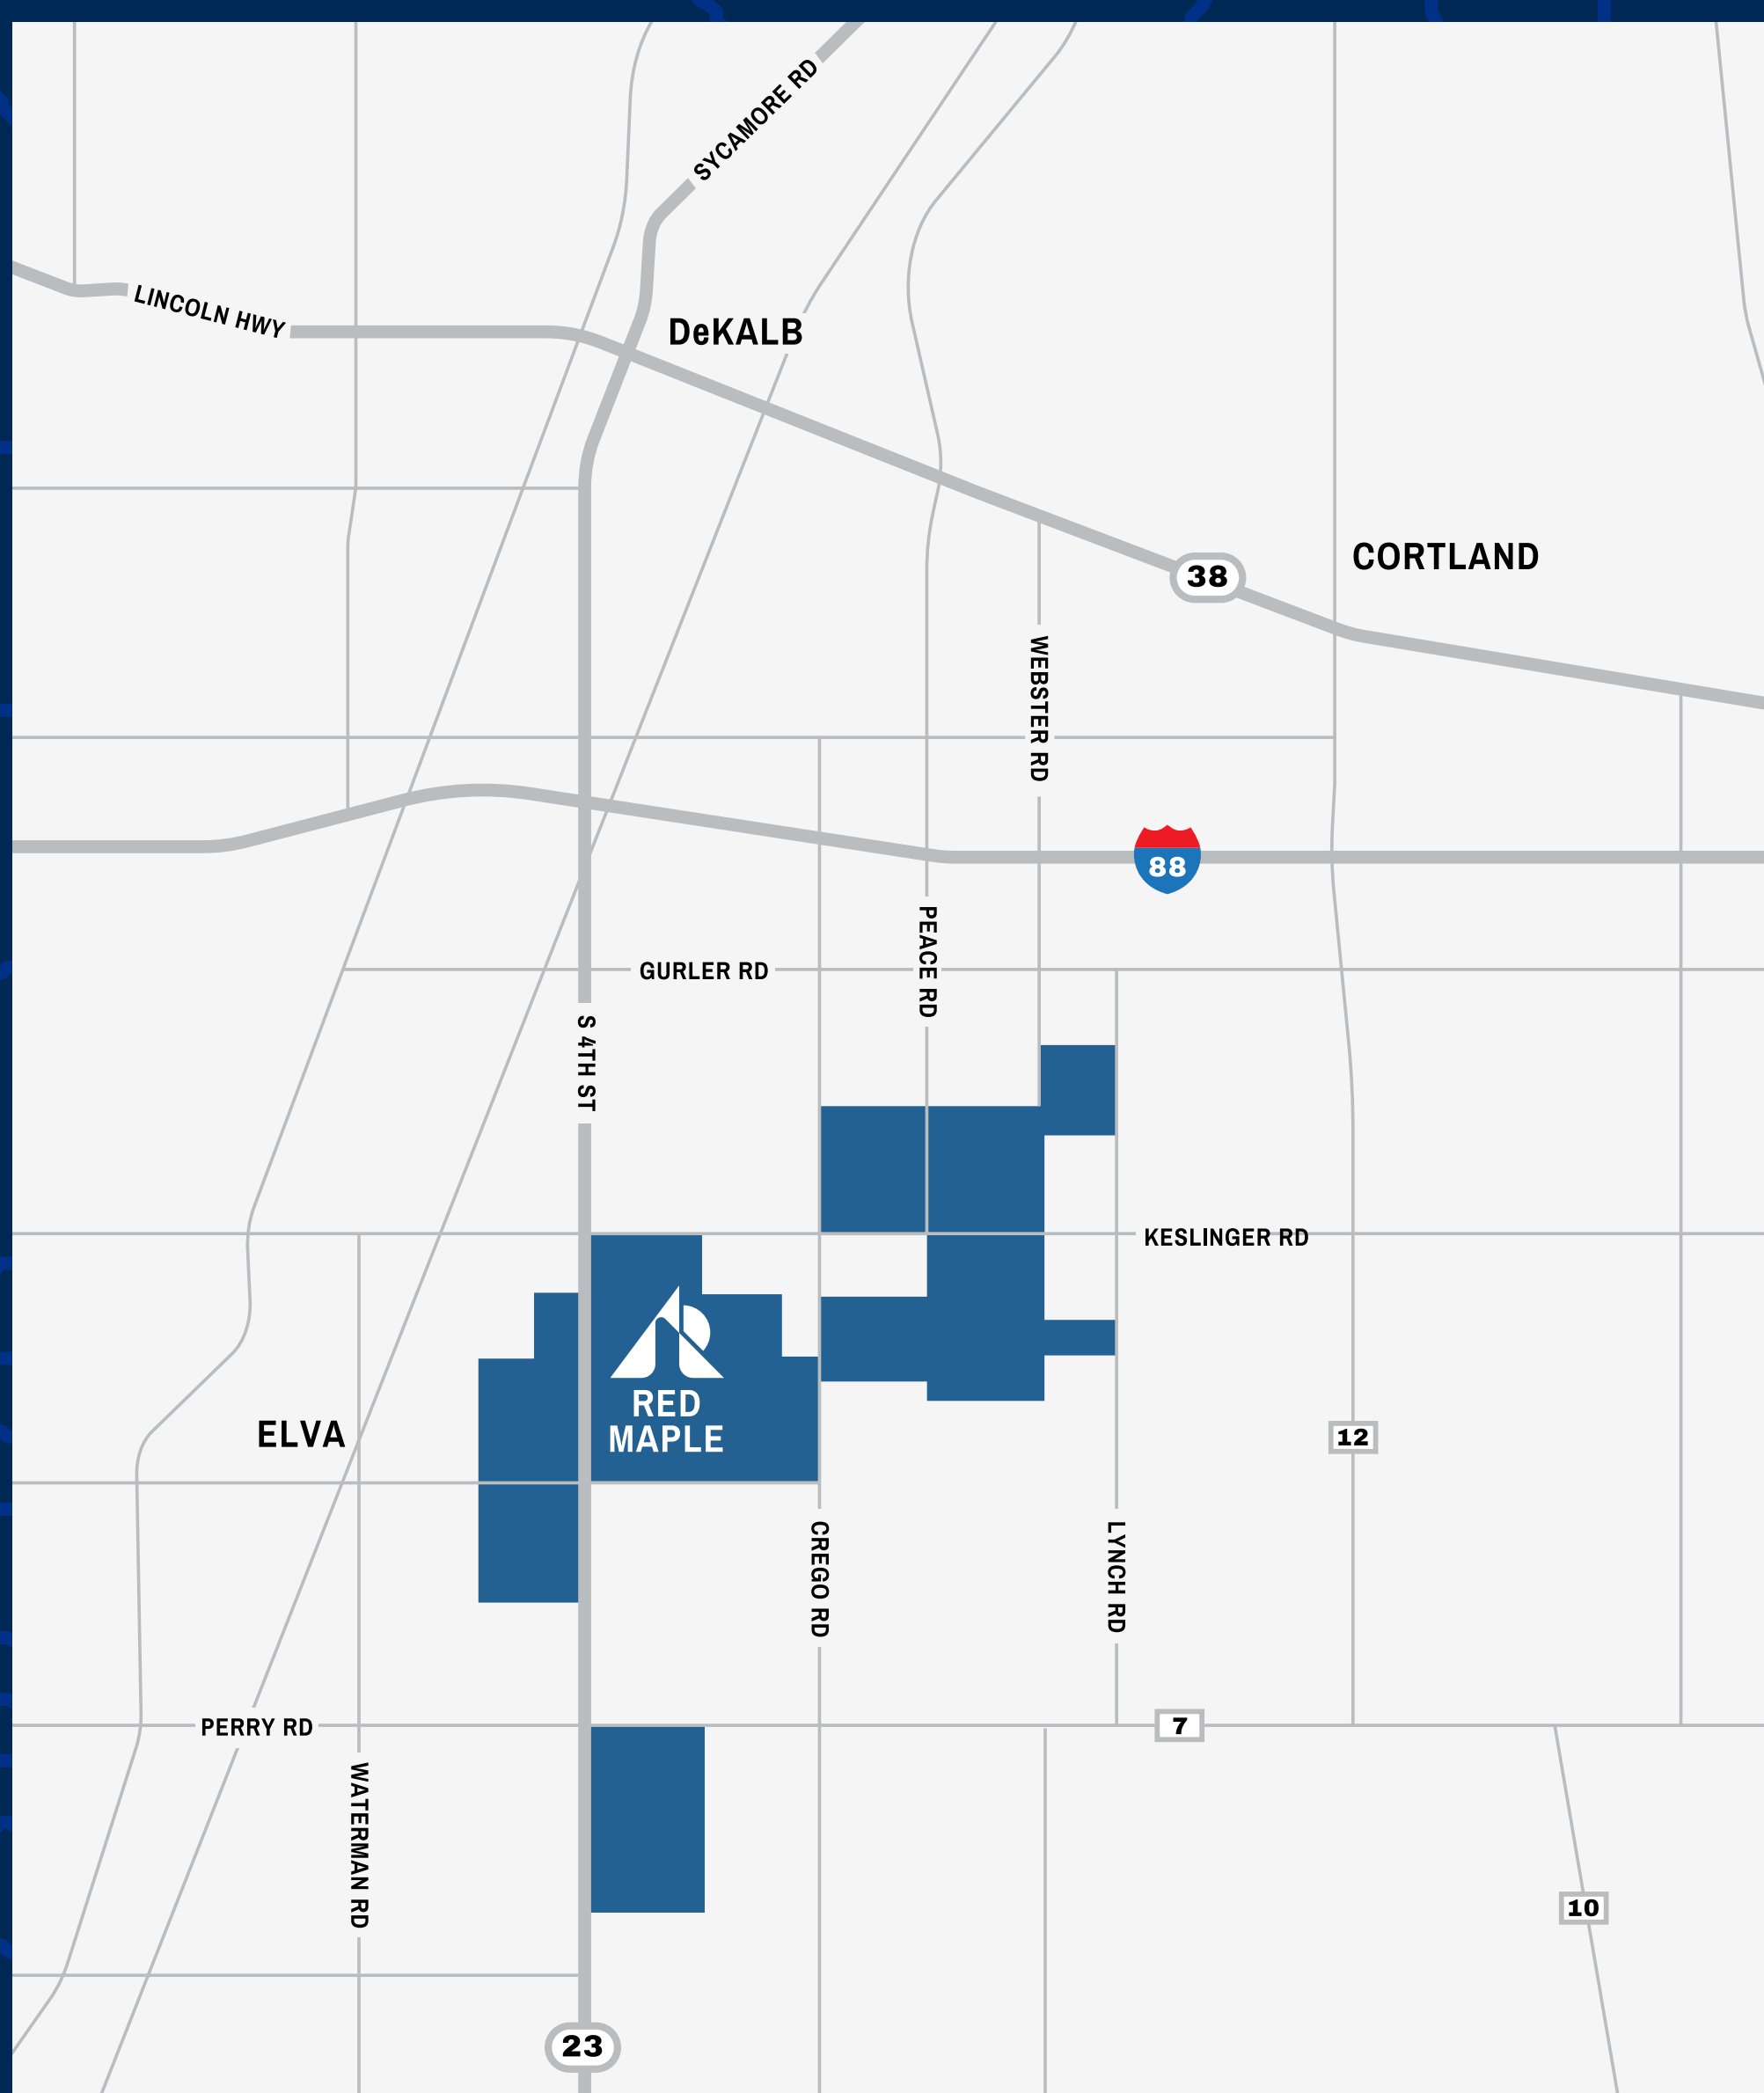 SYCAMORE RD
LINCOLN HWY
DeKALB
CORTLAND
38
WEBSTER RD
88
PEACE RD
GURLER RD
S 4TH ST
KESLINGER RD
RED
MAPLE
ELVA
12
CREGO RD
LYNCH RD
PERRY RD
7
WATERMAN RD
10
23